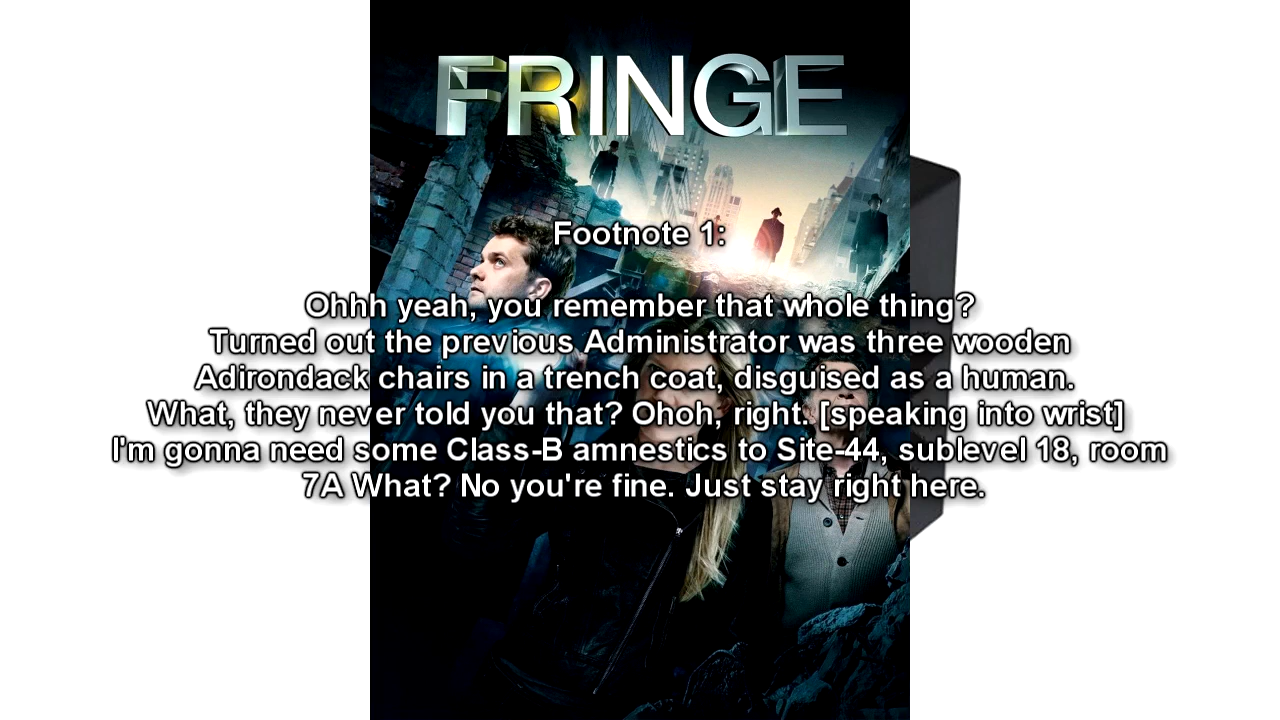 FRINGE
Footnote 1:
Ohhh yeah, you remember that whole thing?
Turned out the previous Administrator was three wooden
Adirondack chairs in a trench coat, disguised as a human.
What, they never told you that? Ohoh, right. [speaking into wrist]
I'm gonna need some Class-B amnestics to Site-44, sublevel 18, room
7A What? No you're fine. Just stay right here.